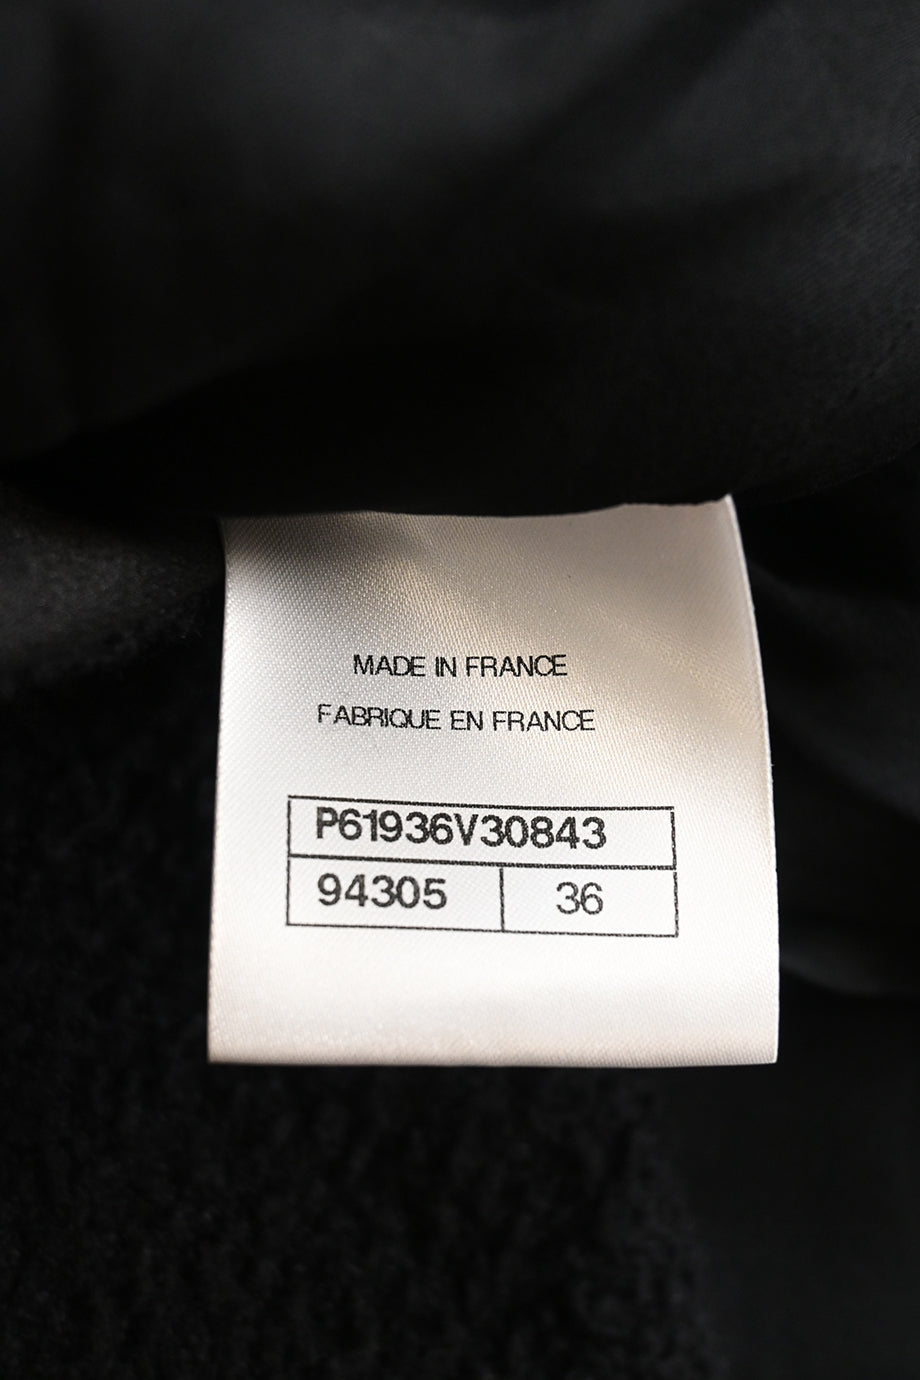 MADE IN FRANCE
FABRIQUE EN FRANCE
P61936V30843
94305 36